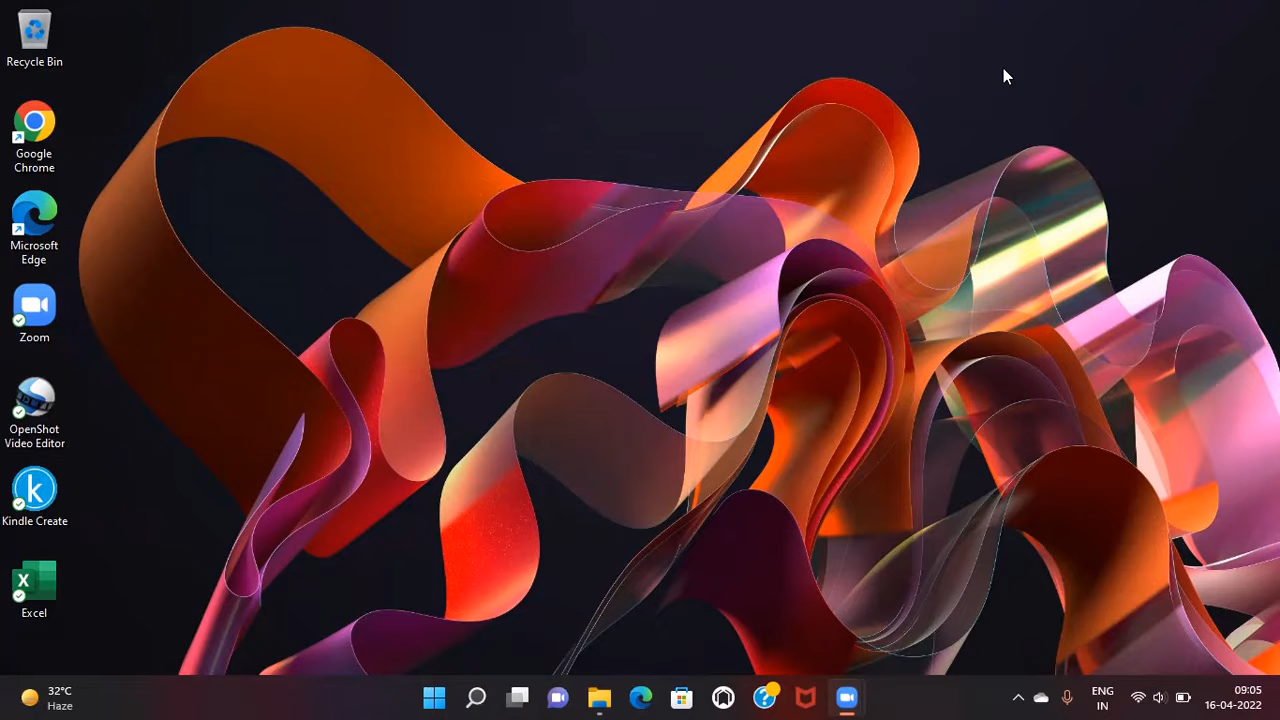 Recycle Bin
Google
Chrome
Microsoft
Edge
Zoom
OpenShot
Video Editor
Kindle Create
Excel
32°C
Haze
ENG
IN
09:05
16-04-2022